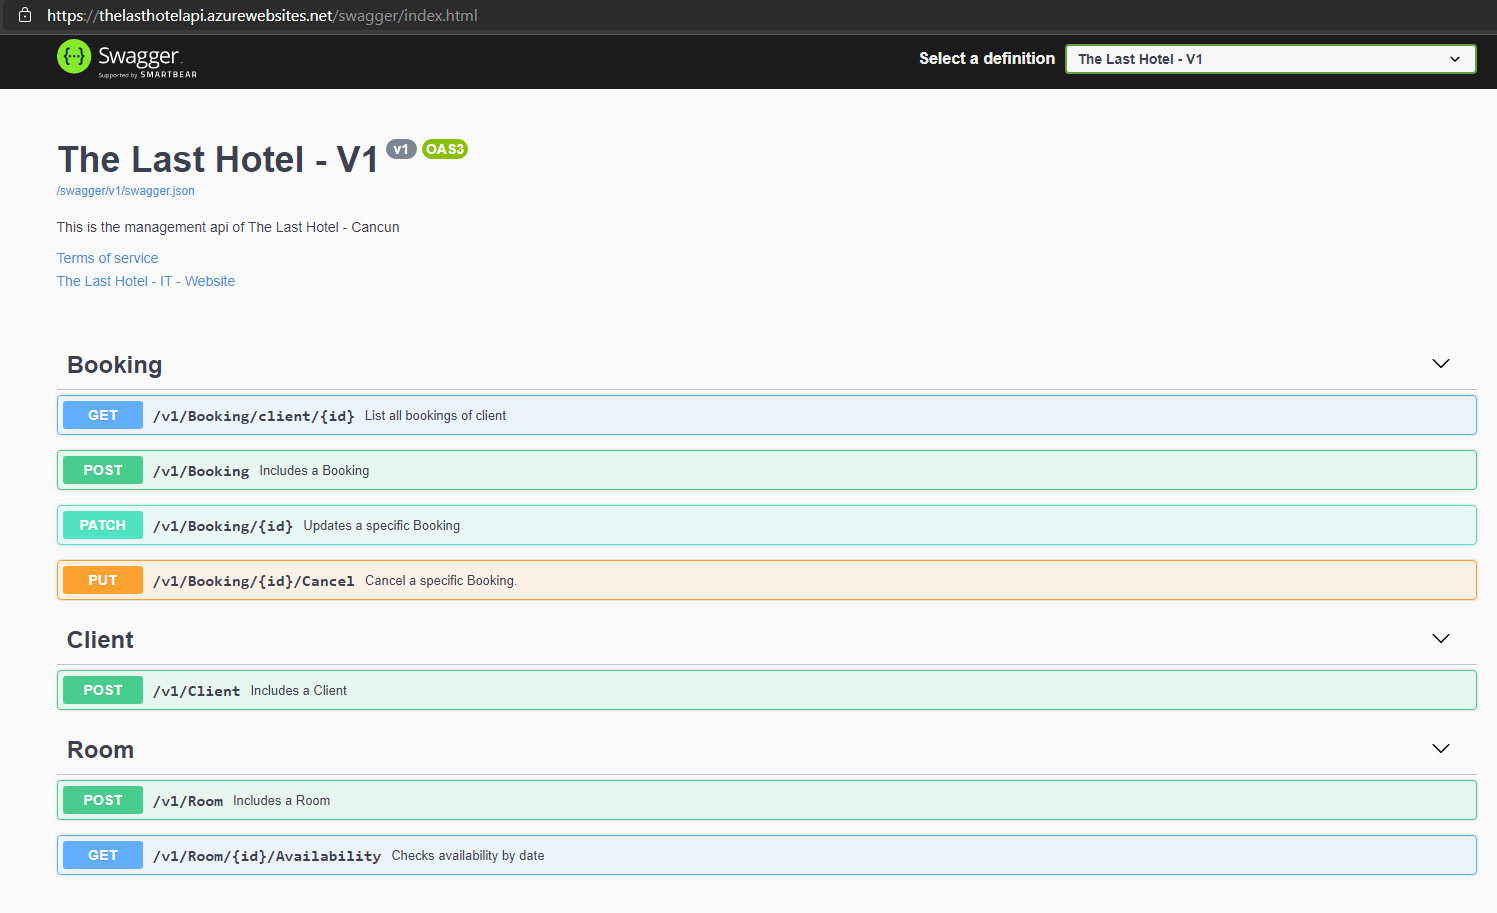 https://thelasthotelapi.azurewebsites.net/swagger/index.html
{··} Swagger
Supported by SMARTBEAR
Select a definition The Last Hotel - V1
The Last Hotel - V1 v1 OAS3
/swagger/v1/swagger.json
This is the management api of The Last Hotel - Cancun
Terms of service
The Last Hotel - IT - Website
Booking
GET /v1/Booking/client/{id} List all bookings of client
POST /v1/Booking Includes a Booking
PATCH /v1/Booking/{id} Updates a specific Booking
PUT /v1/Booking/{id}/Cancel Cancel a specific Booking.
Client
POST /v1/Client Includes a Client
Room
POST /v1/Room Includes a Room
GET /v1/Room/{id}/Availability Checks availability by date